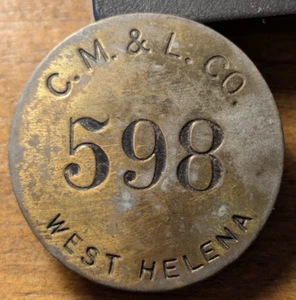 C. M. & L. CO.
598
WEST HELENA